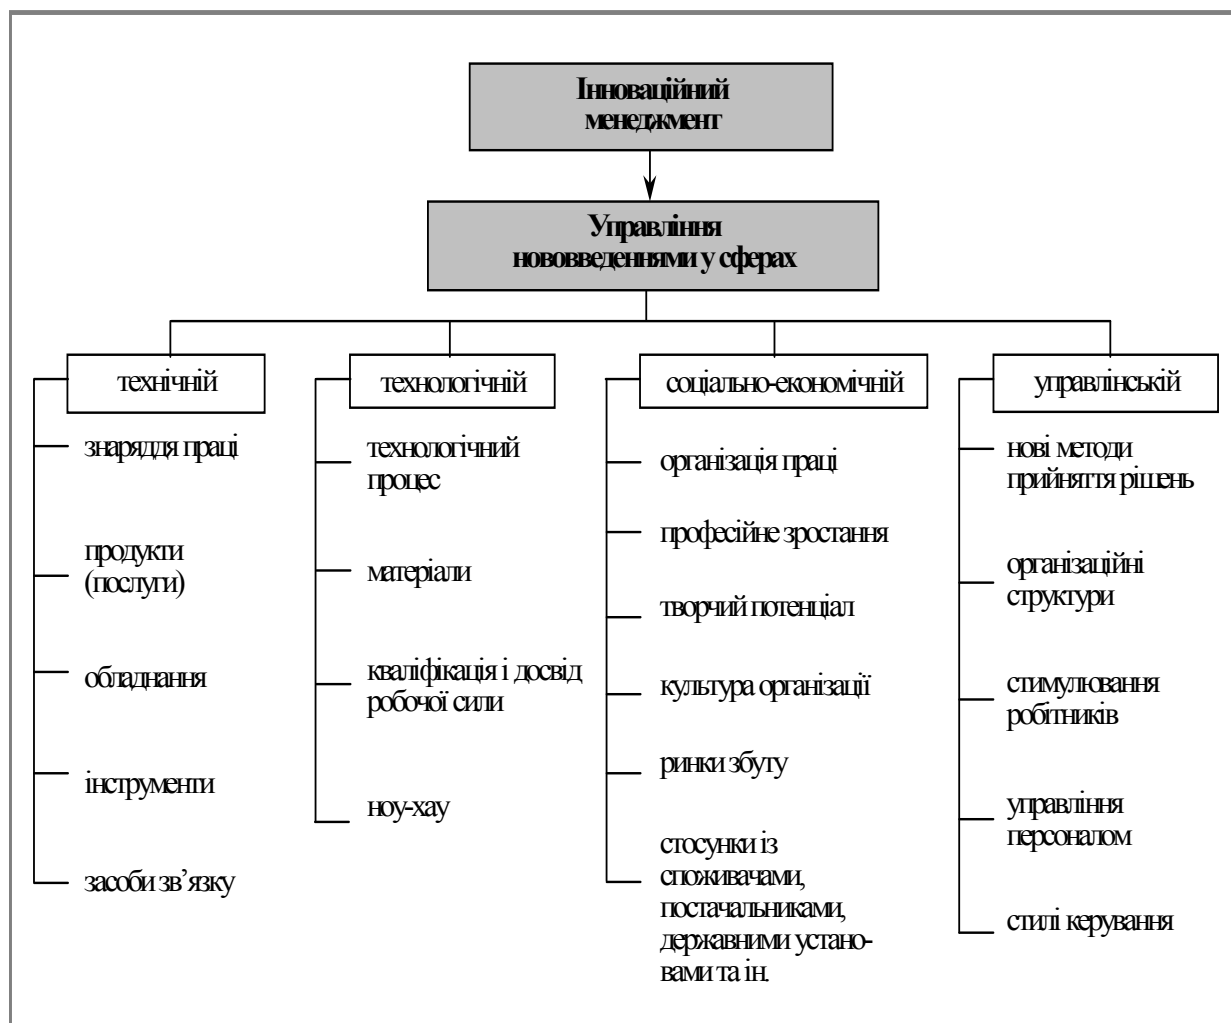 Інноваційний
менеджмент
Управління
нововведеннями у сферах
технічній
знаряддя праці
продукти
(послуги)
обладнання
інструменти
засоби зв’язку
технологічній
технологічний
процес
матеріали
кваліфікація і досвід
робочої сили
ноу-хау
соціально-економічній
організація праці
професійне зростання
творчий потенціал
культура організації
ринки збуту
стосунки із
споживачами,
постачальниками,
державними устано-
вами та ін.
управлінській
нові методи
прийняття рішень
організаційні
структури
стимулювання
робітників
управління
персоналом
стилі керування